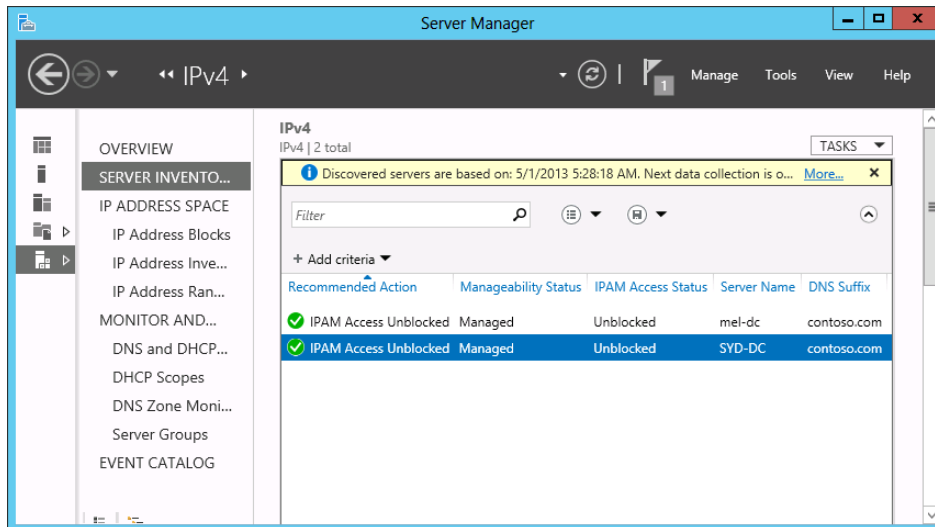 Server Manager
IPv4
1
Manage Tools View Help
OVERVIEW
SERVER INVENTO...
IP ADDRESS SPACE
IP Address Blocks
IP Address Inve...
IP Address Ran...
MONITOR AND...
DNS and DHCP...
DHCP Scopes
DNS Zone Moni...
Server Groups
EVENT CATALOG
IPv4
IPv4 | 2 total
TASKS
Discovered servers are based on: 5/1/2013 5:28:18 AM. Next data collection is o... More...
Filter
+ Add criteria
Recommended Action Manageability Status IPAM Access Status Server Name DNS Suffix
IPAM Access Unblocked Managed Unblocked mel-dc contoso.com
IPAM Access Unblocked Managed Unblocked SYD-DC contoso.com